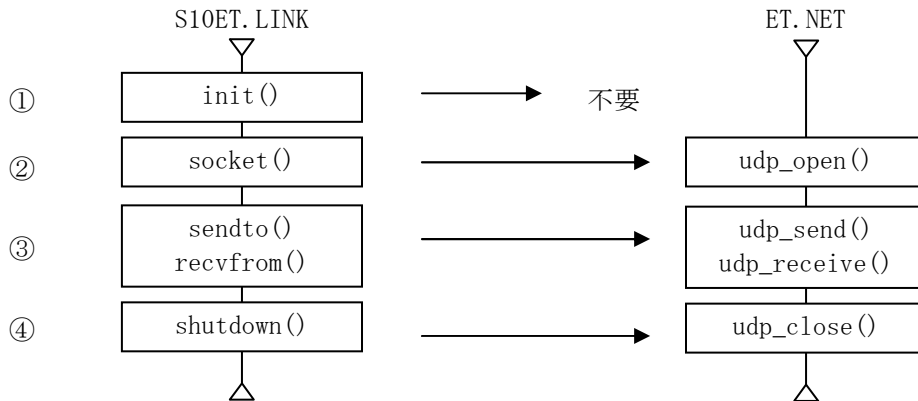 S10ET.LINK ET.NET
① init() 不要
② socket() udp_open()
③ sendto() udp_send()
recvfrom() udp_receive()
④ shutdown() udp_close()